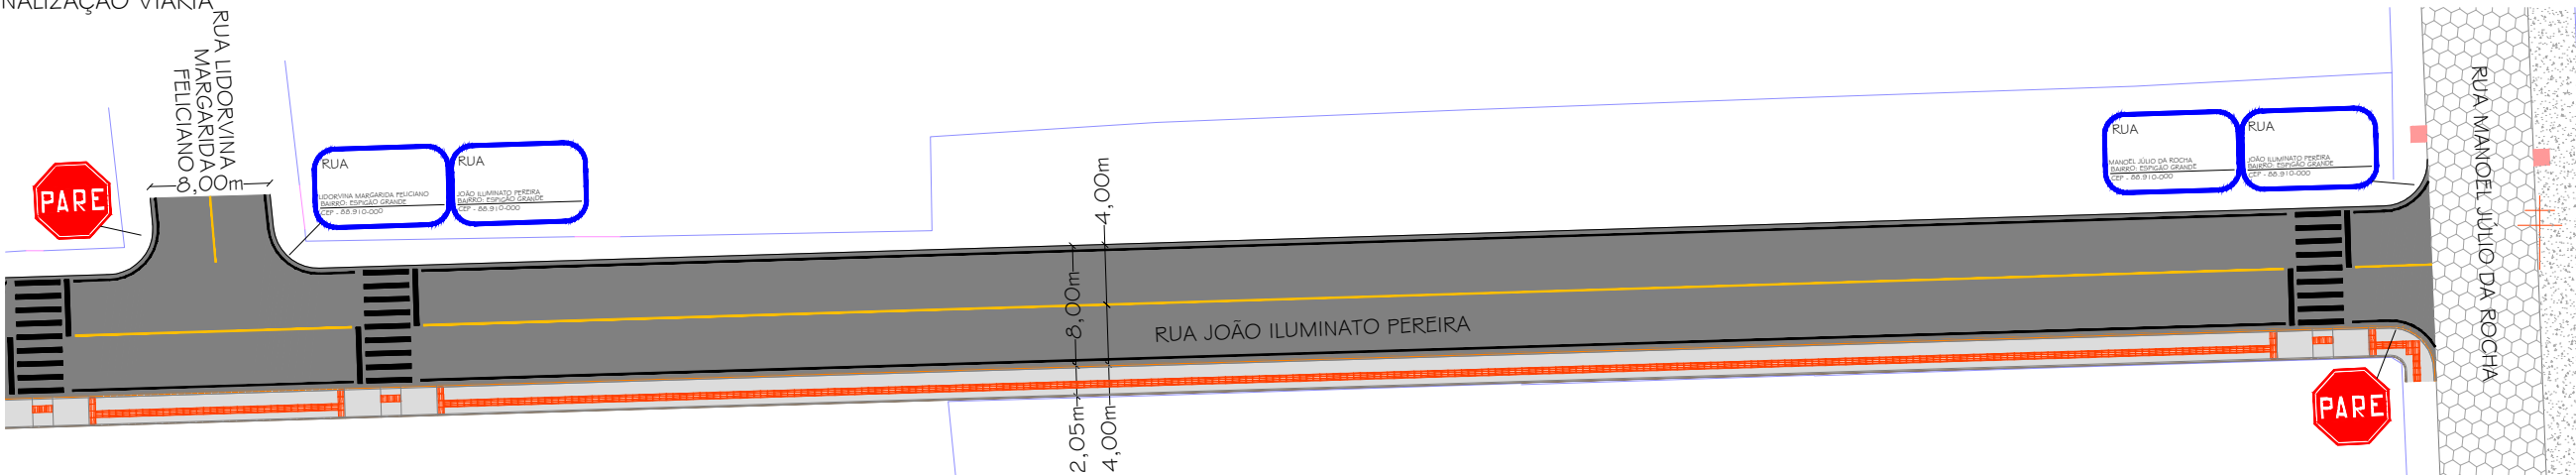 NALIZAÇÃO VIÁRIA
RUA LIDORVINA
MARGARIDA
FELICIANO
8,00m
PARE
RUA
LIDORVINA MARGARIDA FELICIANO
BAIRRO: ESPIGÃO GRANDE
CEP - 88.910-000
RUA
JOÃO ILUMINATO PEREIRA
BAIRRO: ESPIGÃO GRANDE
CEP - 88.910-000
4,00m
8,00m
2,05m
4,00m
RUA JOÃO ILUMINATO PEREIRA
RUA
MANOEL JÚLIO DA ROCHA
BAIRRO: ESPIGÃO GRANDE
CEP - 88.910-000
RUA
JOÃO ILUMINATO PEREIRA
BAIRRO: ESPIGÃO GRANDE
CEP - 88.910-000
RUA MANOEL JÚLIO DA ROCHA
PARE